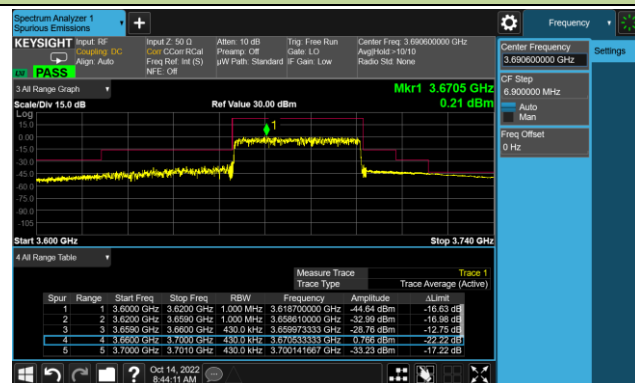 Spectrum Analyzer 1
Spurious Emissions
Frequency
KEYSIGHT
Input: RF
Coupling: DC
Align: Auto
Input Z: 50 Ω
Corr CCorr RCal
Freq Ref: Int (S)
NFE: Off
Atten: 10 dB
Preamp: Off
µW Path: Standard
Trig: Free Run
Gate: LO
IF Gain: Low
Center Freq: 3.690600000 GHz
Avg|Hold:>10/10
Radio Std: None
PASS
3 All Range Graph
Mkr1 3.6705 GHz
Scale/Div 15.0 dB
Ref Value 30.00 dBm
0.21 dBm
Log
15.0
0.00
-15.0
-30.0
-45.0
-60.0
-75.0
-90.0
-105
1
Start 3.600 GHz
Stop 3.740 GHz
4 All Range Table
Measure Trace Trace 1
Trace Type Trace Average (Active)
Spur Range Start Freq Stop Freq RBW Frequency Amplitude ΔLimit
1 1 3.6000 GHz 3.6200 GHz 1.000 MHz 3.618700000 GHz -44.64 dBm -16.63 dB
2 2 3.6200 GHz 3.6590 GHz 1.000 MHz 3.658610000 GHz -32.99 dBm -16.98 dB
3 3 3.6590 GHz 3.6600 GHz 430.0 kHz 3.659973333 GHz -28.76 dBm -12.75 dB
4 4 3.6600 GHz 3.7000 GHz 430.0 kHz 3.670533333 GHz 0.766 dBm -22.22 dB
5 5 3.7000 GHz 3.7010 GHz 430.0 kHz 3.700141667 GHz -33.23 dBm -17.22 dB
Oct 14, 2022
8:44:11 AM
Center Frequency
3.690600000 GHz
Settings
CF Step
6.900000 MHz
Auto
Man
Freq Offset
0 Hz